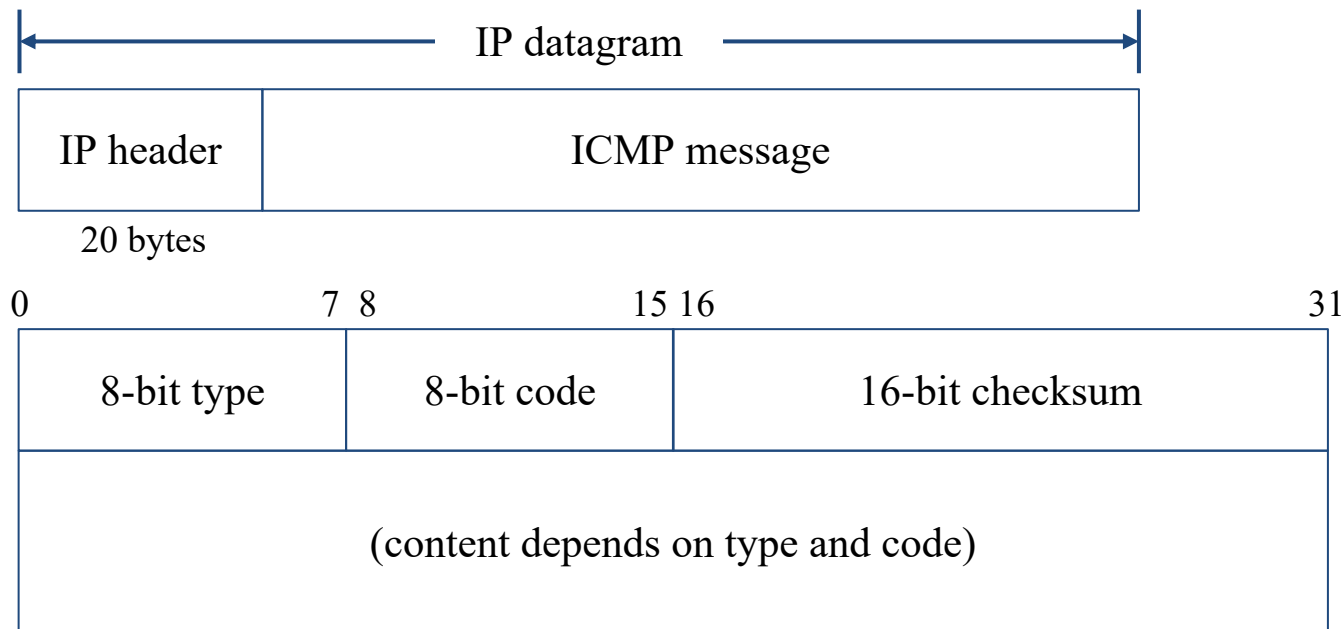 IP datagram
IP header ICMP message
20 bytes
0 7 8 15 16 31
8-bit type 8-bit code 16-bit checksum
(content depends on type and code)